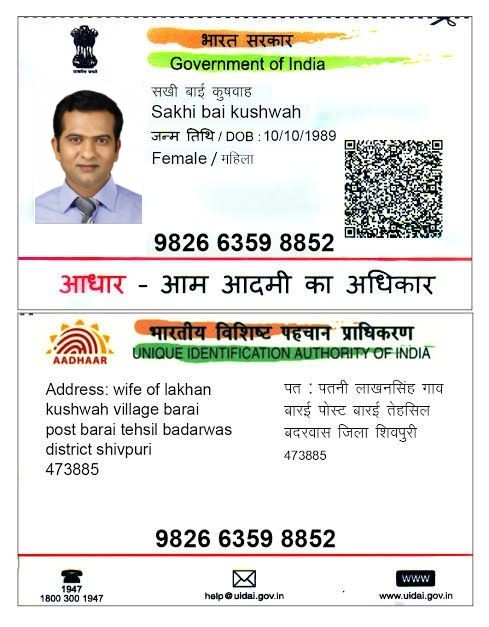 भारत सरकार
Government of India
सखी बाई कुषवाह
Sakhi bai kushwah
जन्म तिथि / DOB : 10/10/1989
Female / महिला
9826 6359 8852
आधार - आम आदमी का अधिकार
भारतीय विशिष्ट पहचान प्राधिकरण
UNIQUE IDENTIFICATION AUTHORITY OF INDIA
AADHAAR
Address: wife of lakhan
kushwah village barai
post barai tehsil badarwas
district shivpuri
473885
पत : पतनी लाखनसिंह गाव
बारई पोस्ट बारई तेहसिल
बदरवास जिला शिवपुरी
473885
9826 6359 8852
1947
1800 300 1947
help@uidai.gov.in
WWW
www.uidai.gov.in